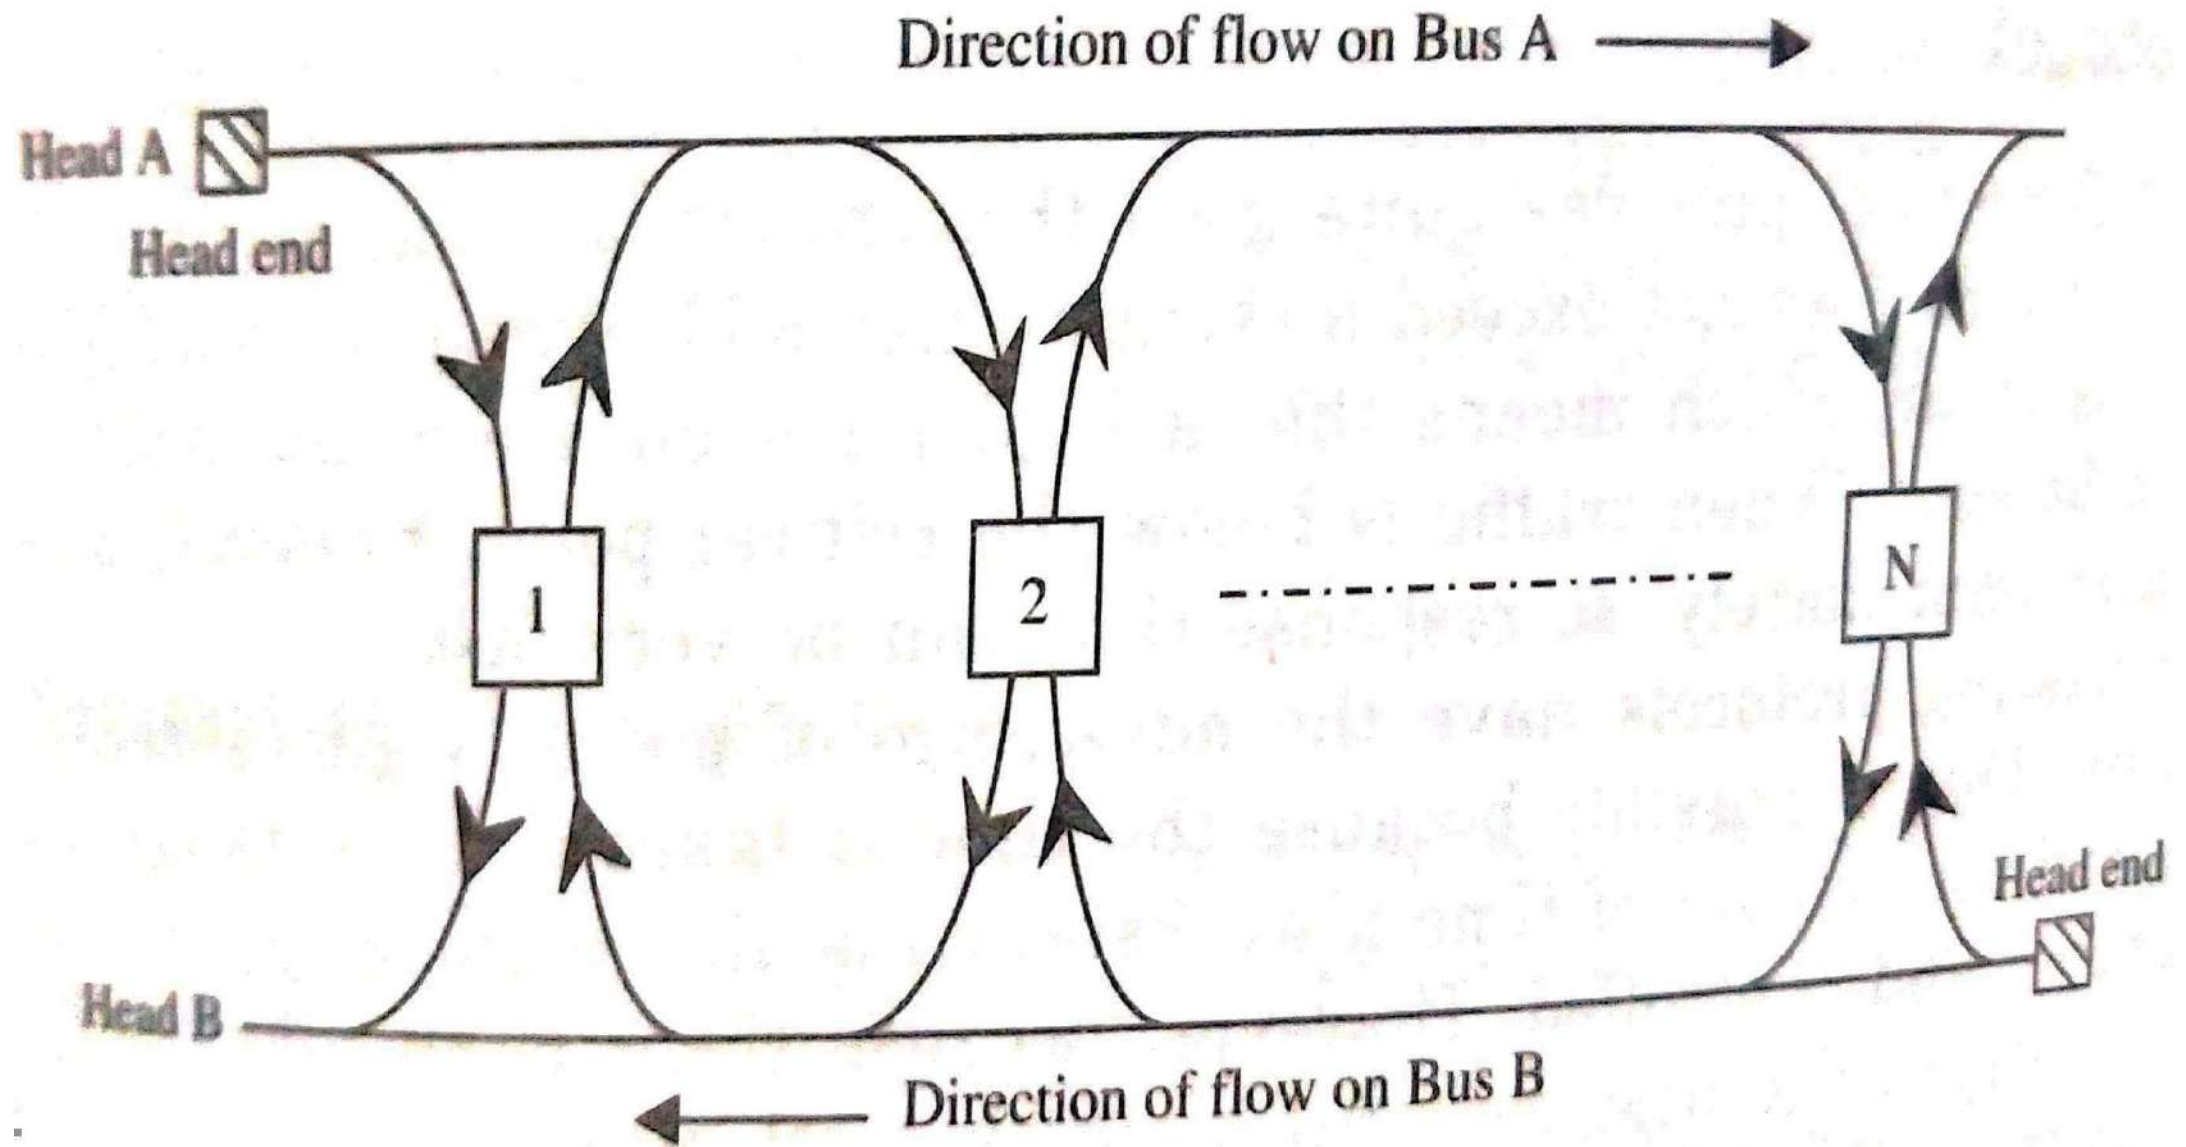 Direction of flow on Bus A
Head A
Head end
1
2
N
Head end
Head B
Direction of flow on Bus B